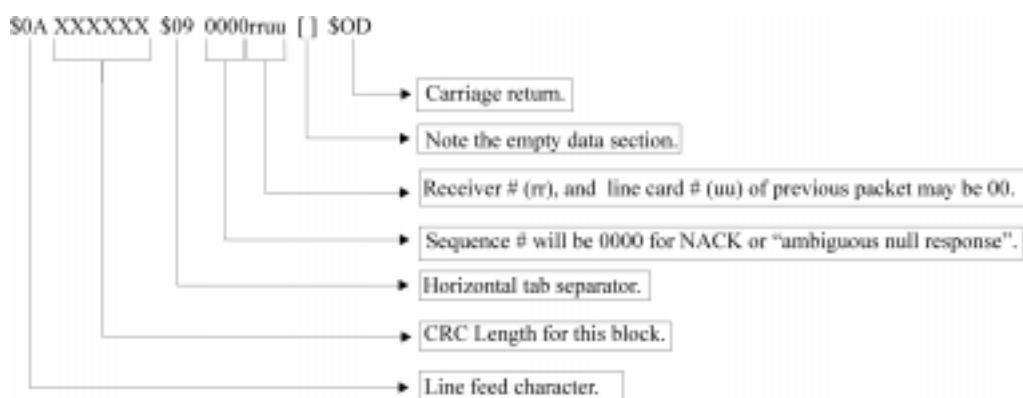 $0A XXXXXX $09 0000rruu [ ] $OD
Carriage return.
Note the empty data section.
Receiver # (rr), and line card # (uu) of previous packet may be 00.
Sequence # will be 0000 for NACK or “ambiguous null response”.
Horizontal tab separator.
CRC Length for this block.
Line feed character.